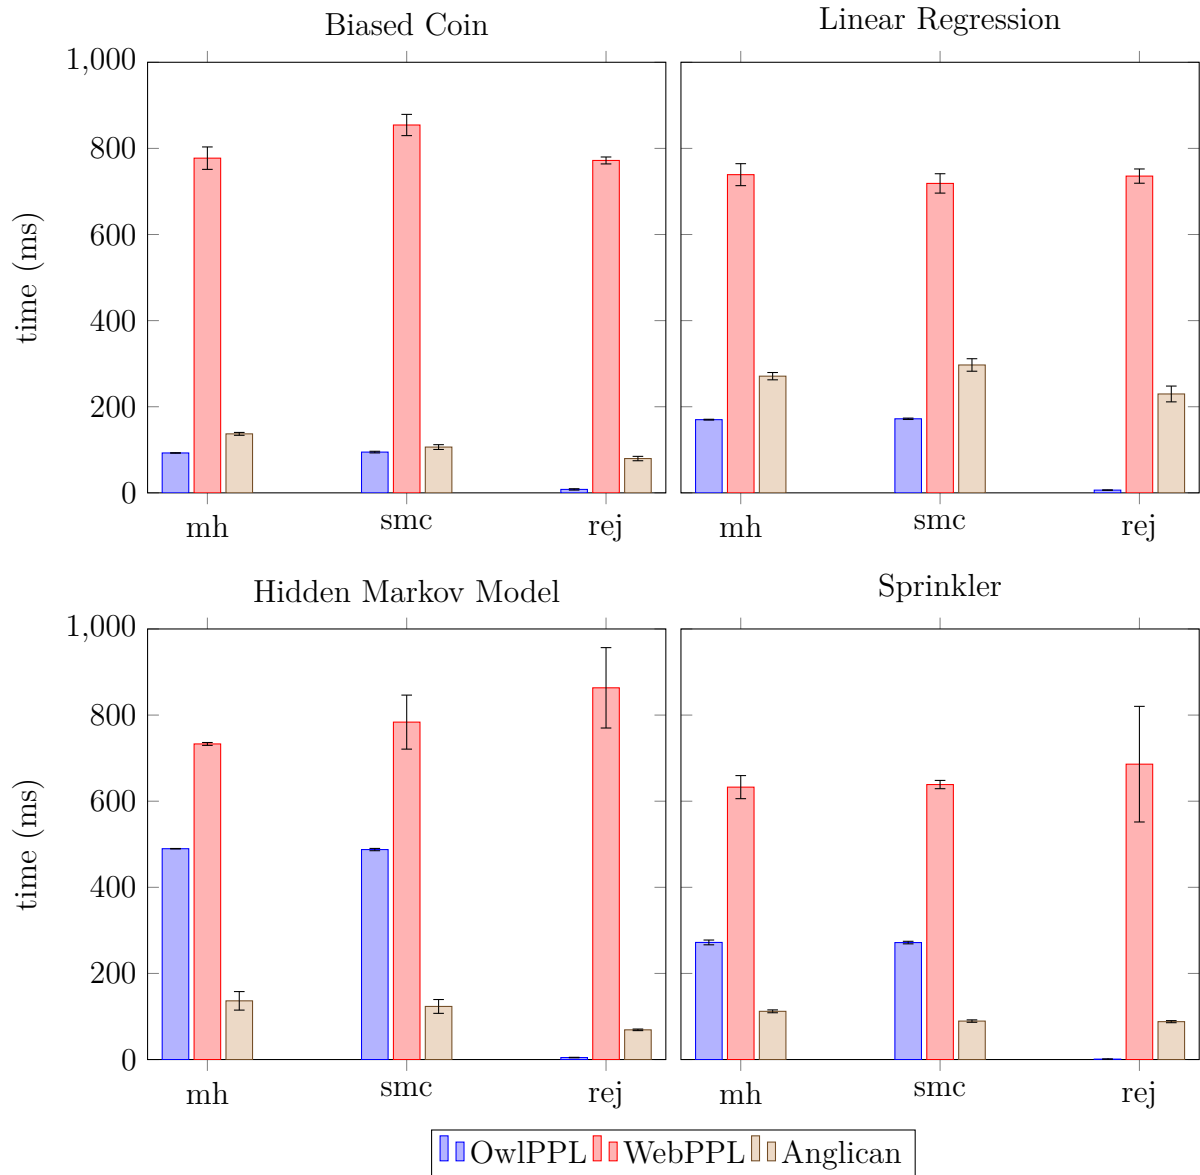 Biased Coin
Linear Regression
1,000
800
600
400
200
0
time (ms)
mh
smc
rej
mh
smc
rej
Hidden Markov Model
Sprinkler
1,000
800
600
400
200
0
time (ms)
mh
smc
rej
mh
smc
rej
OwlPPL WebPPL Anglican